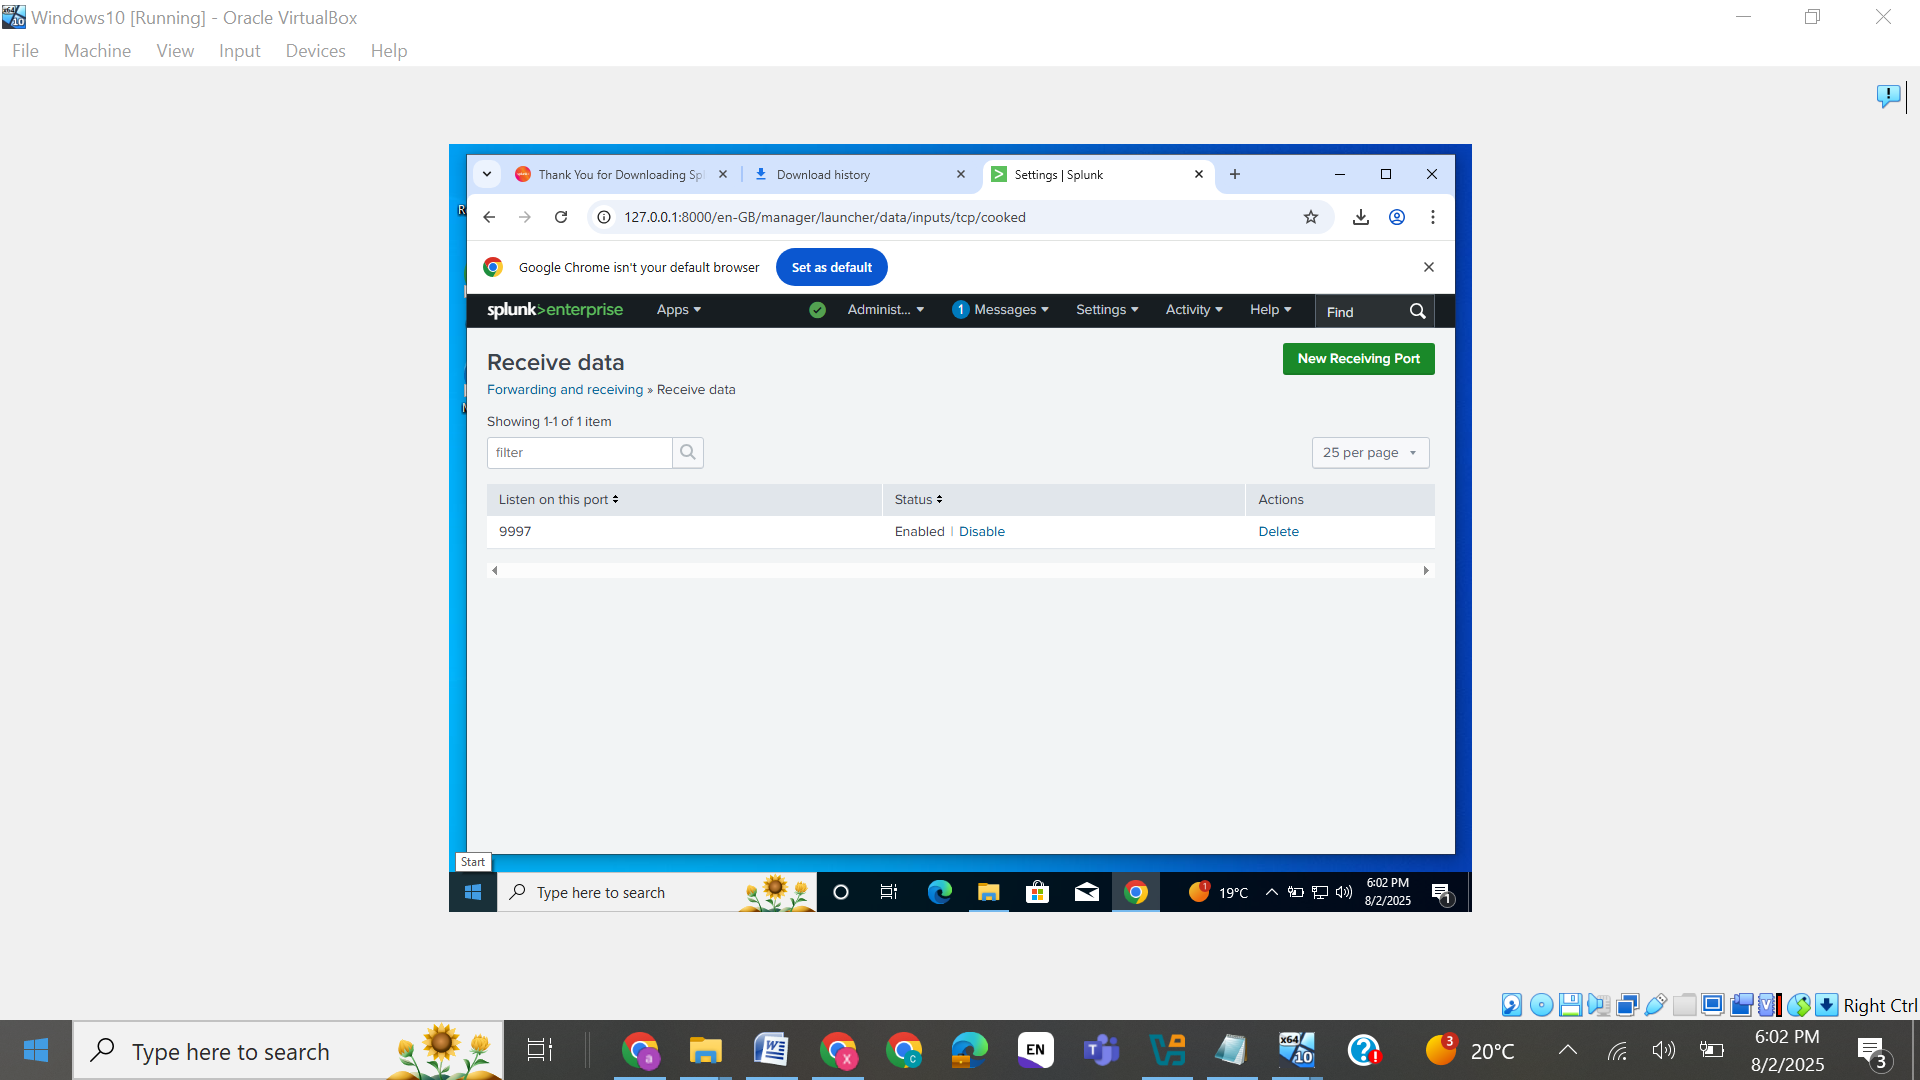 Windows10 [Running] - Oracle VirtualBox
File Machine View Input Devices Help
Thank You for Downloading Spl
Download history
Settings | Splunk
127.0.0.1:8000/en-GB/manager/launcher/data/inputs/tcp/cooked
Google Chrome isn't your default browser
Set as default
splunk>enterprise Apps Administ... 1 Messages Settings Activity Help Find
Receive data
New Receiving Port
Forwarding and receiving » Receive data
Showing 1-1 of 1 item
filter
25 per page
Listen on this port Status Actions
9997 Enabled | Disable Delete
Start
Type here to search
1 19°C
6:02 PM
8/2/2025
1
Right Ctrl
Type here to search
a
X
C
EN
T
x64
10
3 20°C
6:02 PM
8/2/2025
3